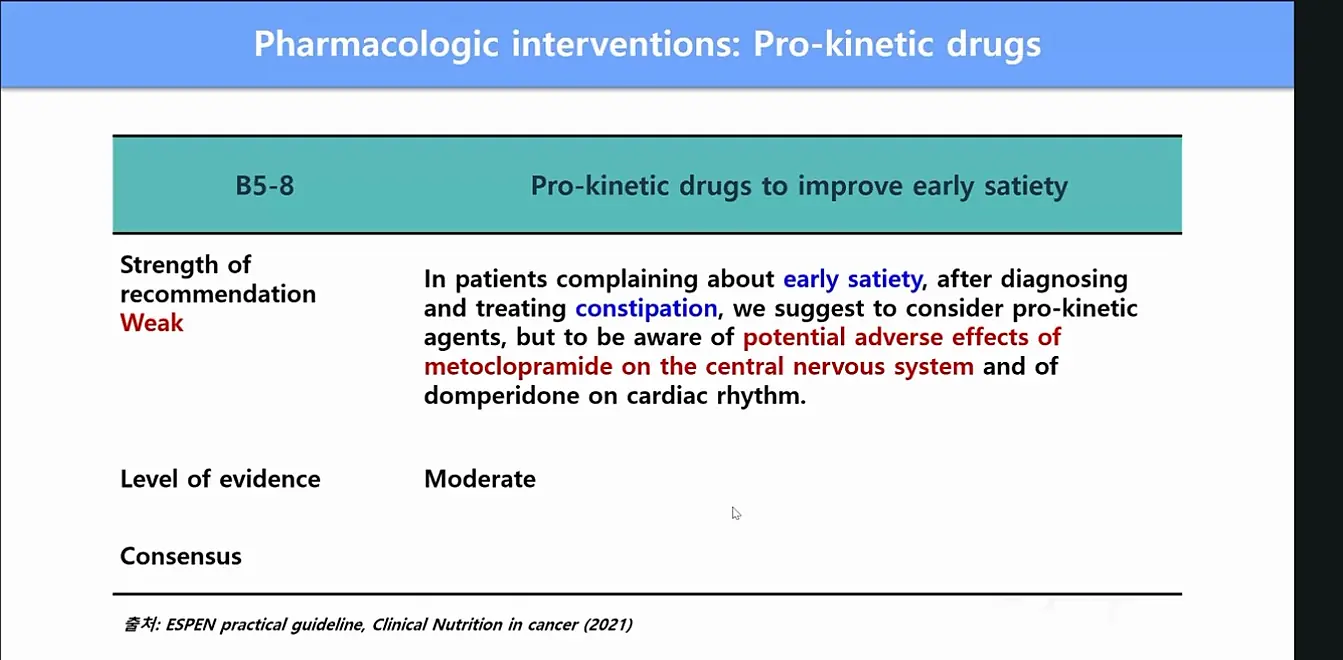 Pharmacologic interventions: Pro-kinetic drugs
B5-8
Pro-kinetic drugs to improve early satiety
Strength of
recommendation
Weak
In patients complaining about early satiety, after diagnosing
and treating constipation, we suggest to consider pro-kinetic
agents, but to be aware of potential adverse effects of
metoclopramide on the central nervous system and of
domperidone on cardiac rhythm.
Level of evidence
Moderate
Consensus
출처: ESPEN practical guideline, Clinical Nutrition in cancer (2021)